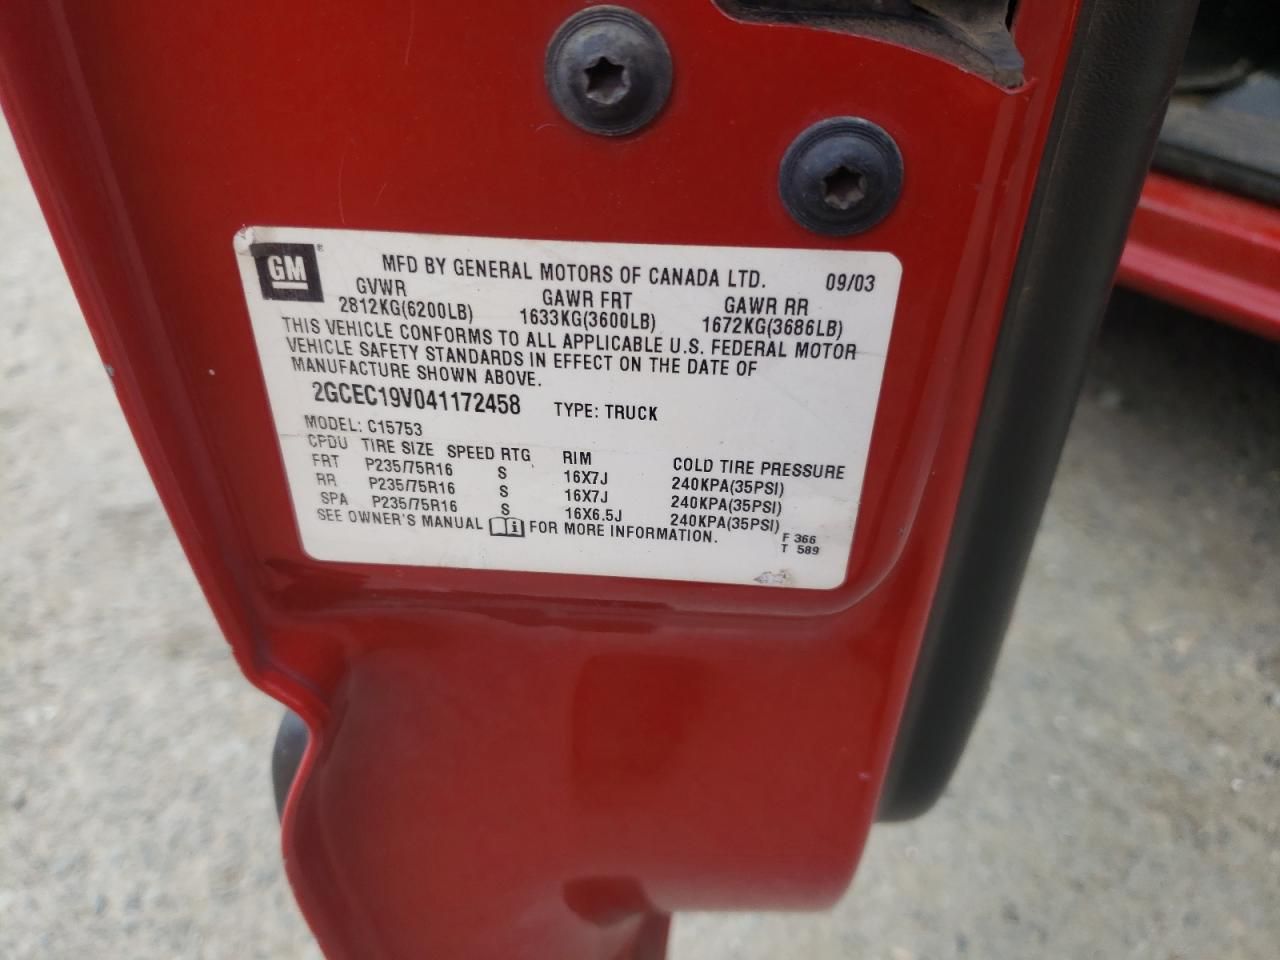 GM ® MFD BY GENERAL MOTORS OF CANADA LTD. 09/03
GVWR GAWR FRT GAWR RR
2812KG(6200LB) 1633KG(3600LB) 1672KG(3686LB)
THIS VEHICLE CONFORMS TO ALL APPLICABLE U.S. FEDERAL MOTOR
VEHICLE SAFETY STANDARDS IN EFFECT ON THE DATE OF
MANUFACTURE SHOWN ABOVE.
2GCEC19V041172458 TYPE: TRUCK
MODEL: C15753
CPDU TIRE SIZE SPEED RTG RIM COLD TIRE PRESSURE
FRT P235/75R16 S 16X7J 240KPA(35PSI)
RR P235/75R16 S 16X7J 240KPA(35PSI)
SPA P235/75R16 S 16X6.5J 240KPA(35PSI)
SEE OWNER'S MANUAL i FOR MORE INFORMATION.
F 366
T 589